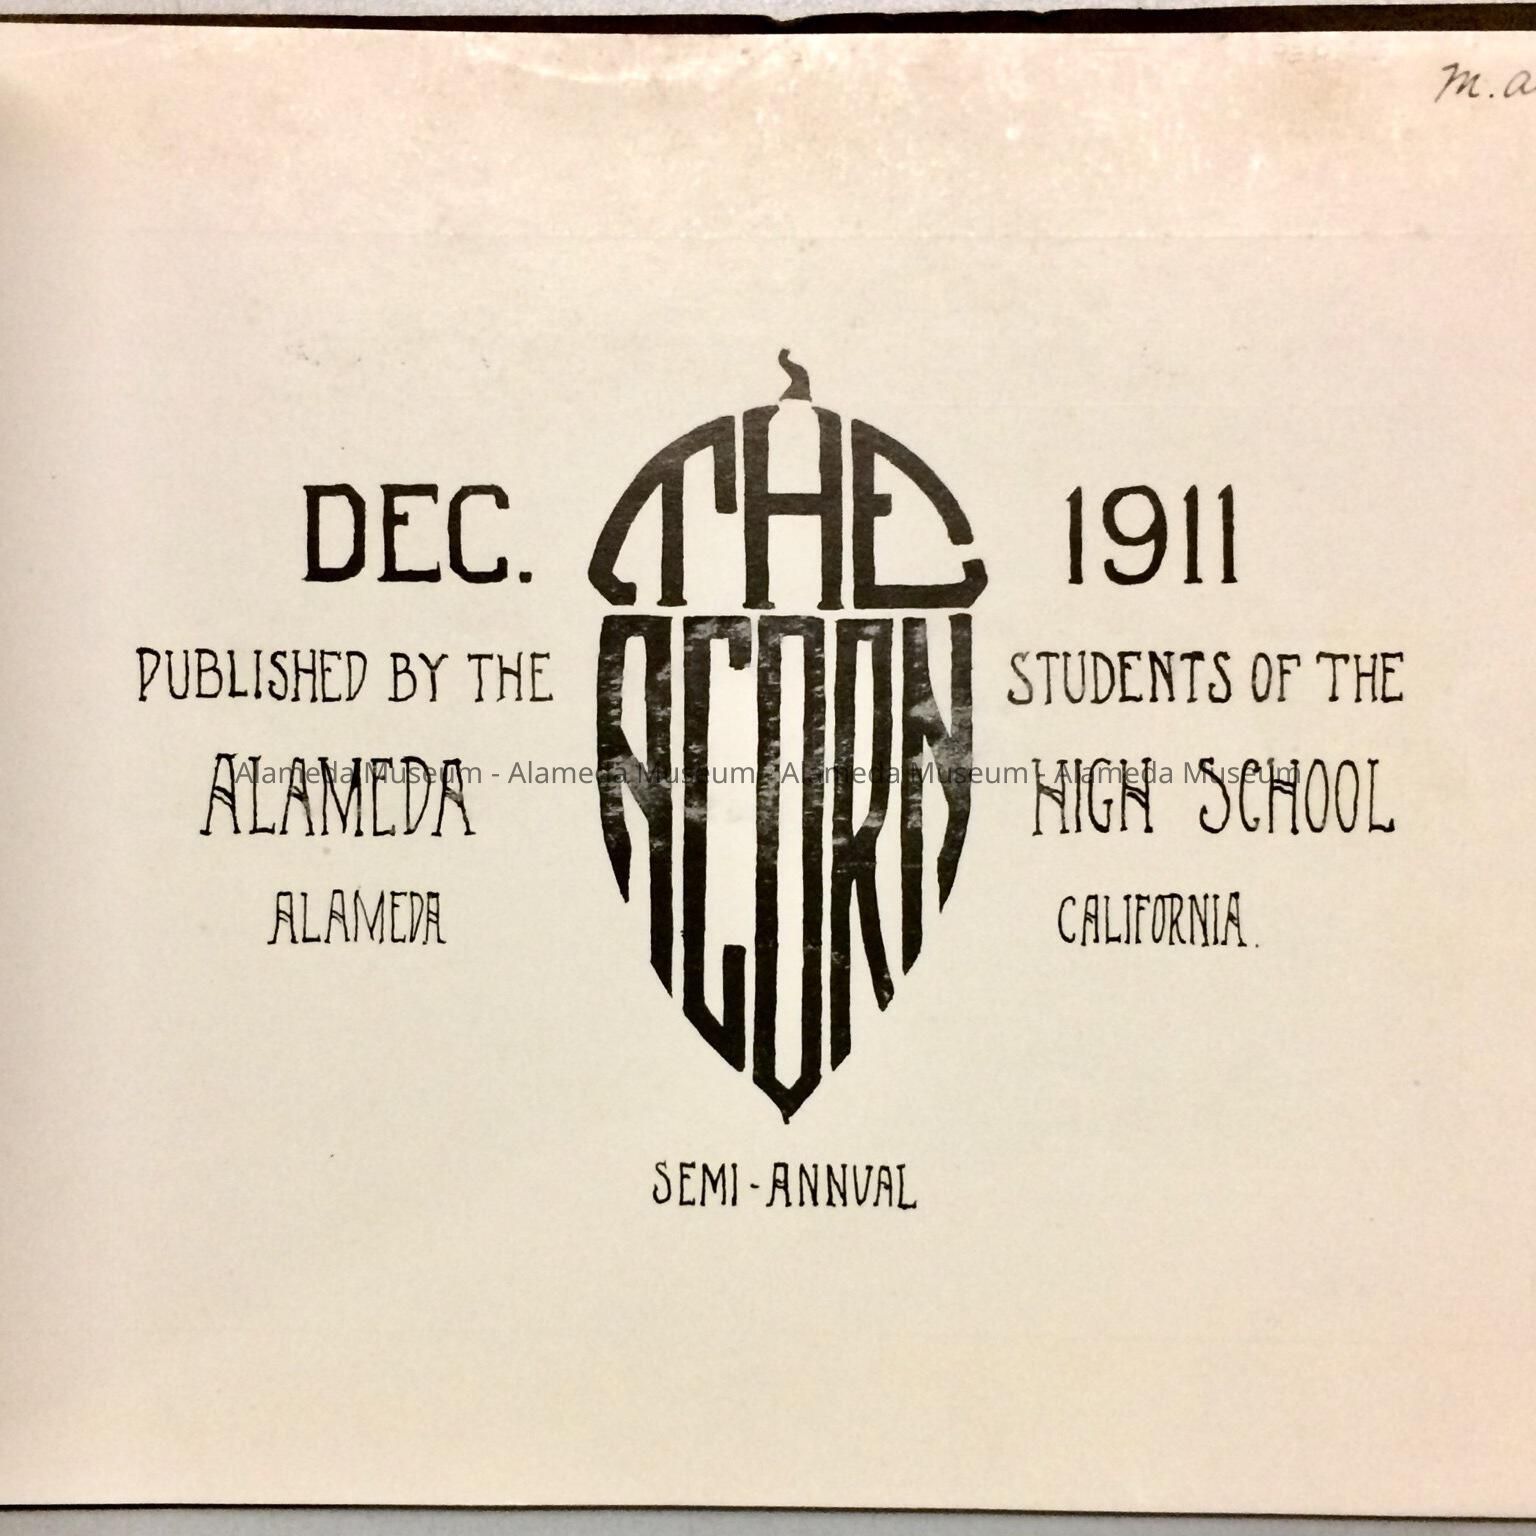 M. a
DEC. THE ACORN 1911
PUBLISHED BY THE STUDENTS OF THE
ALAMEDA HIGH SCHOOL
Alameda Museum - Alameda Museum - Alameda Museum - Alameda Museum
ALAMEDA CALIFORNIA.
SEMI-ANNUAL